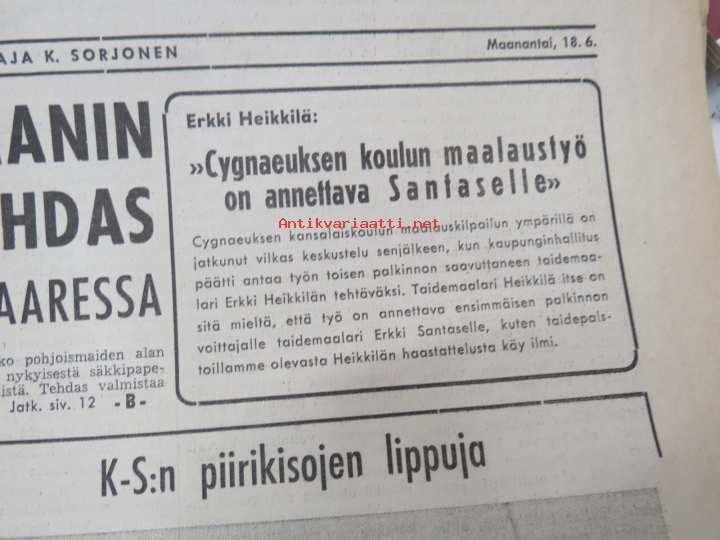 AJA K. SORJONEN
Maanantai, 18.6.
ANIN
HDAS
AARESSA
ko pohjoismaiden alan
nykyisestä säkkipape-
istä. Tehdas valmistaa
Jatk. siv. 12 -B-
Erkki Heikkilä:
»Cygnaeuksen koulun maalaustyö
on annettava Santaselle»
Antikvariaatti.net
Cygnaeuksen kansalaiskoulun maalauskilpailun ympärillä on
jatkunut vilkas keskustelu senjälkeen, kun kaupunginhallitus
päätti antaa työn toisen palkinnon saavuttaneen taidemaa-
lari Erkki Heikkilän tehtäväksi. Taidemaalari Heikkilä itse on
sitä mieltä, että työ on annettava ensimmäisen palkinnon
voittajalle taidemaalari Erkki Santaselle, kuten taidepals-
toillamme olevasta Heikkilän haastattelusta käy ilmi.
K-S:n piirikisojen lippuja